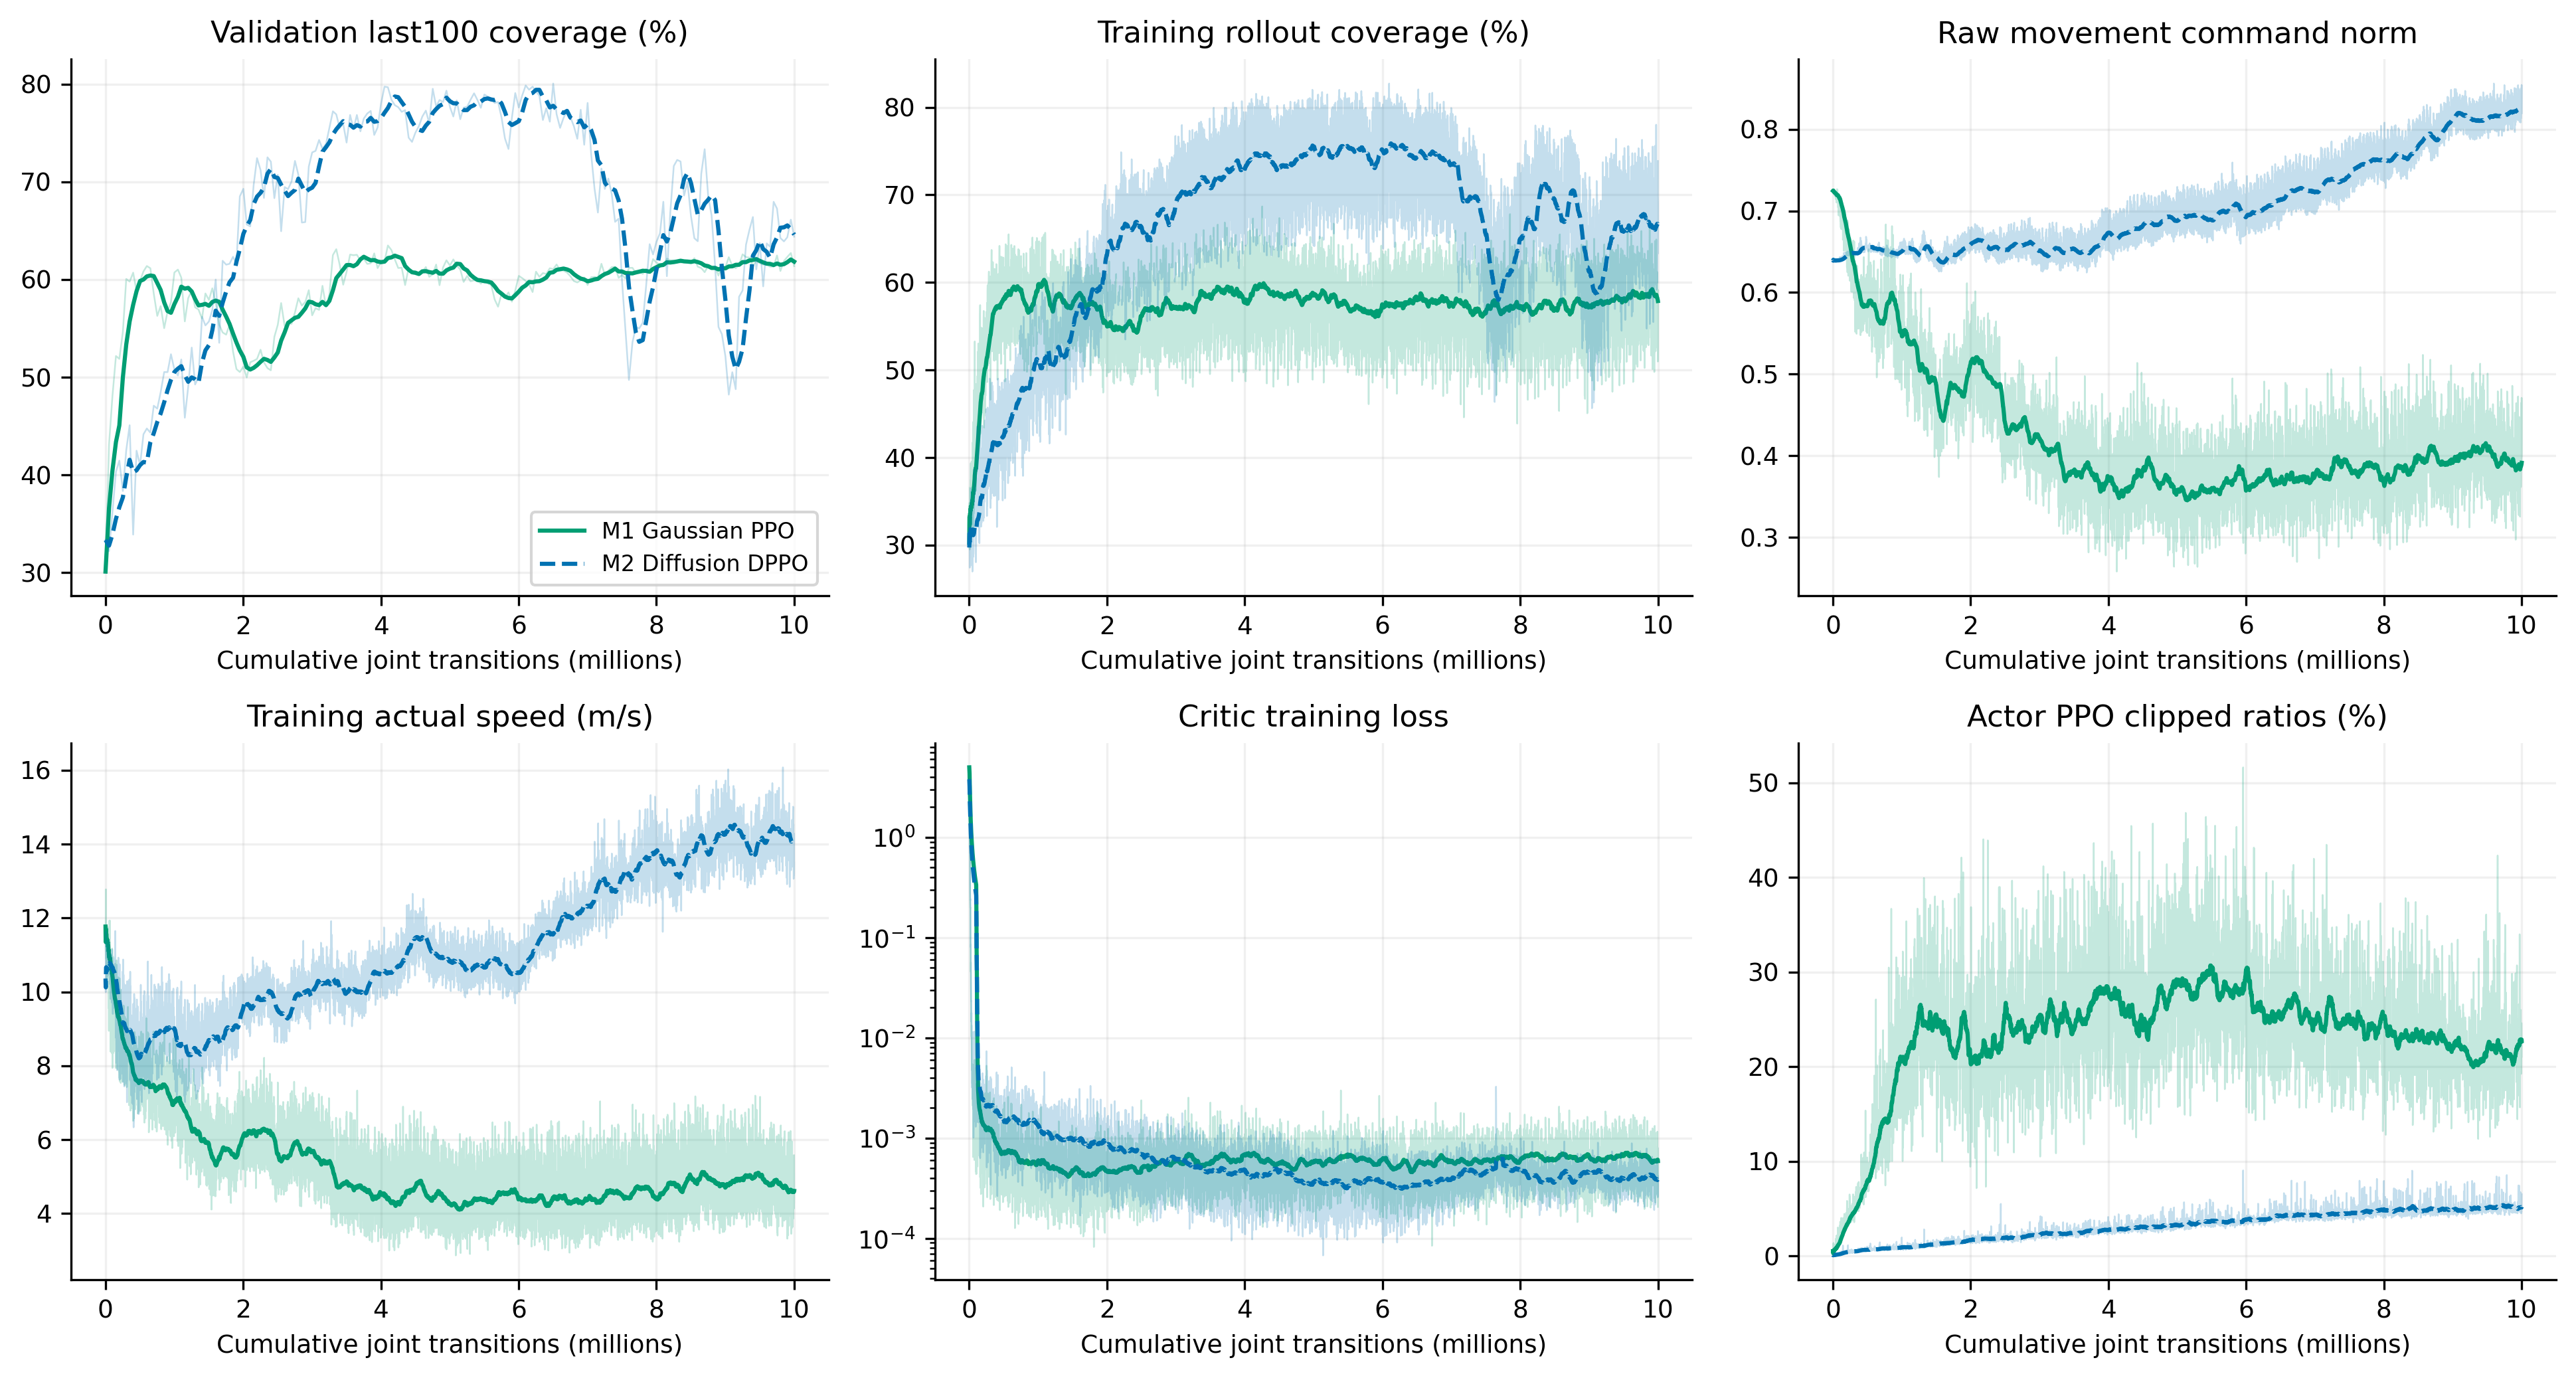 Validation last100 coverage (%)
80
70
60
50
40
30
M1 Gaussian PPO
M2 Diffusion DPPO
0 2 4 6 8 10
Cumulative joint transitions (millions)
Training rollout coverage (%)
80
70
60
50
40
30
0 2 4 6 8 10
Cumulative joint transitions (millions)
Raw movement command norm
0.8
0.7
0.6
0.5
0.4
0.3
0 2 4 6 8 10
Cumulative joint transitions (millions)
Training actual speed (m/s)
16
14
12
10
8
6
4
0 2 4 6 8 10
Cumulative joint transitions (millions)
Critic training loss
10⁰
10⁻¹
10⁻²
10⁻³
10⁻⁴
0 2 4 6 8 10
Cumulative joint transitions (millions)
Actor PPO clipped ratios (%)
50
40
30
20
10
0
0 2 4 6 8 10
Cumulative joint transitions (millions)